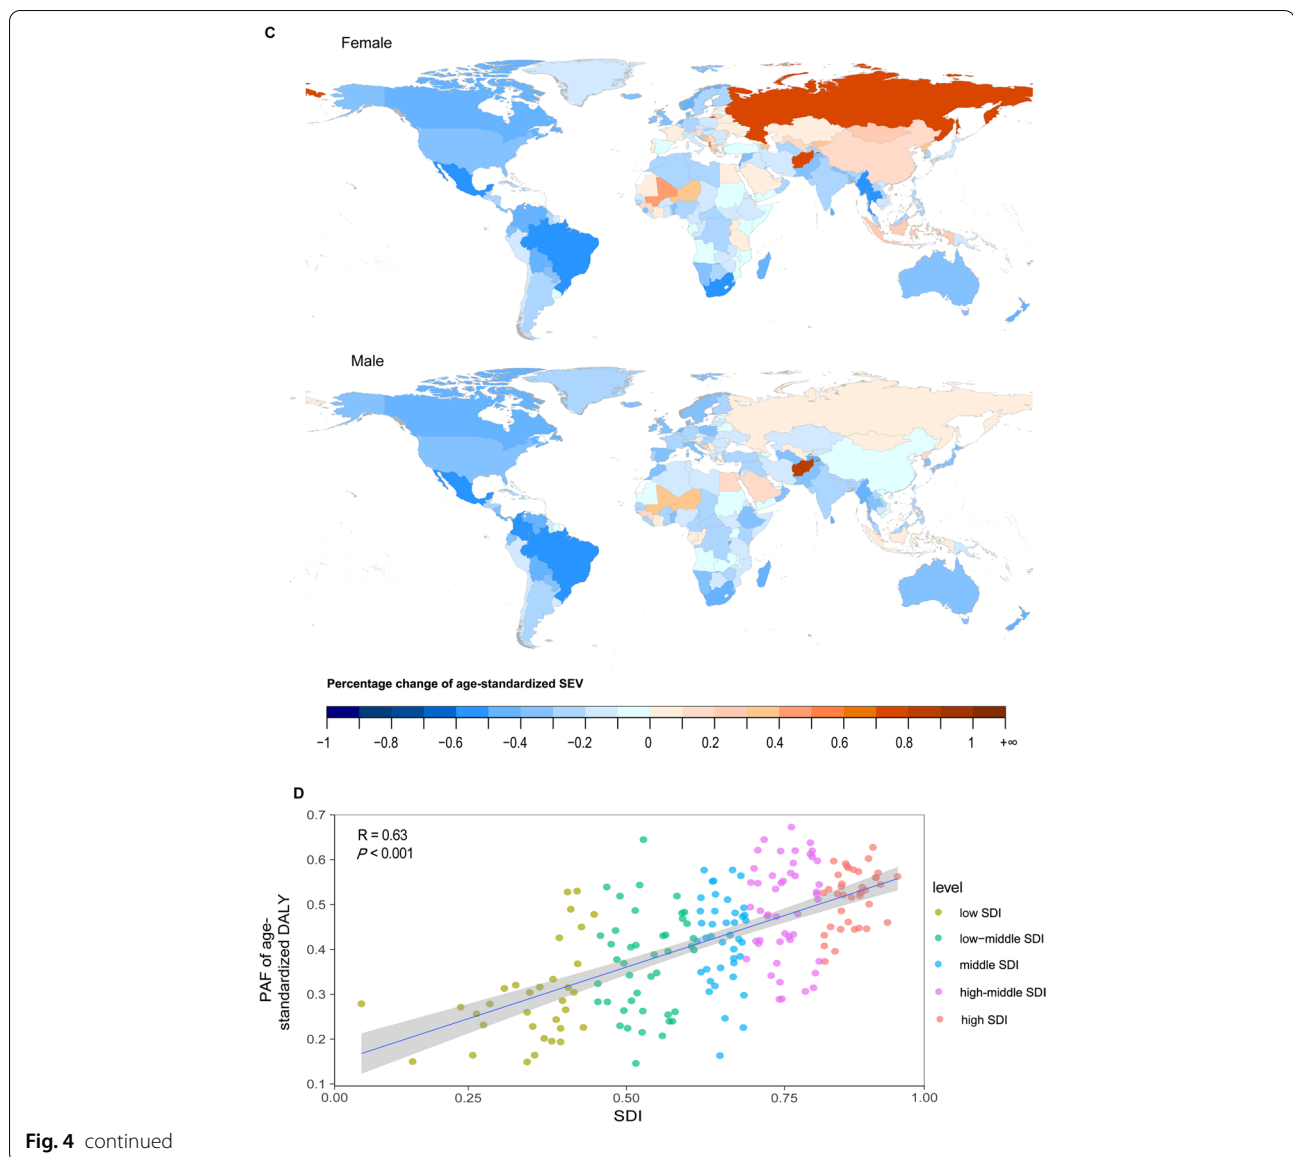 C
Female
Male
Percentage change of age-standardized SEV
−1 −0.8 −0.6 −0.4 −0.2 0 0.2 0.4 0.6 0.8 1 +∞
D
R = 0.63
P < 0.001
PAF of age-
standardized DALY
0.7
0.6
0.5
0.4
0.3
0.2
0.1
0.00 0.25 0.50 0.75 1.00
SDI
level
low SDI
low−middle SDI
middle SDI
high-middle SDI
high SDI
Fig. 4 continued